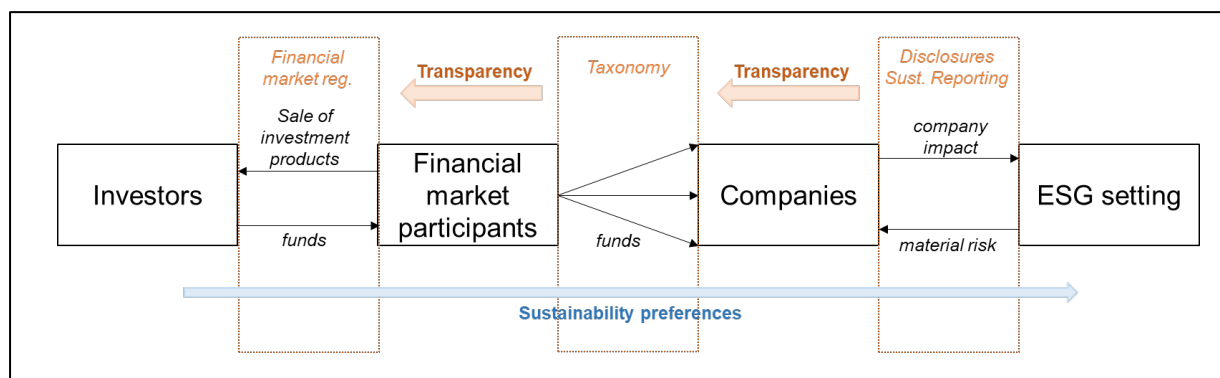 Financial
market reg.
Transparency
Taxonomy
Transparency
Disclosures
Sust. Reporting
Sale of
investment
products
company
impact
Investors
Financial
market
participants
Companies
ESG setting
funds
funds
material risk
Sustainability preferences